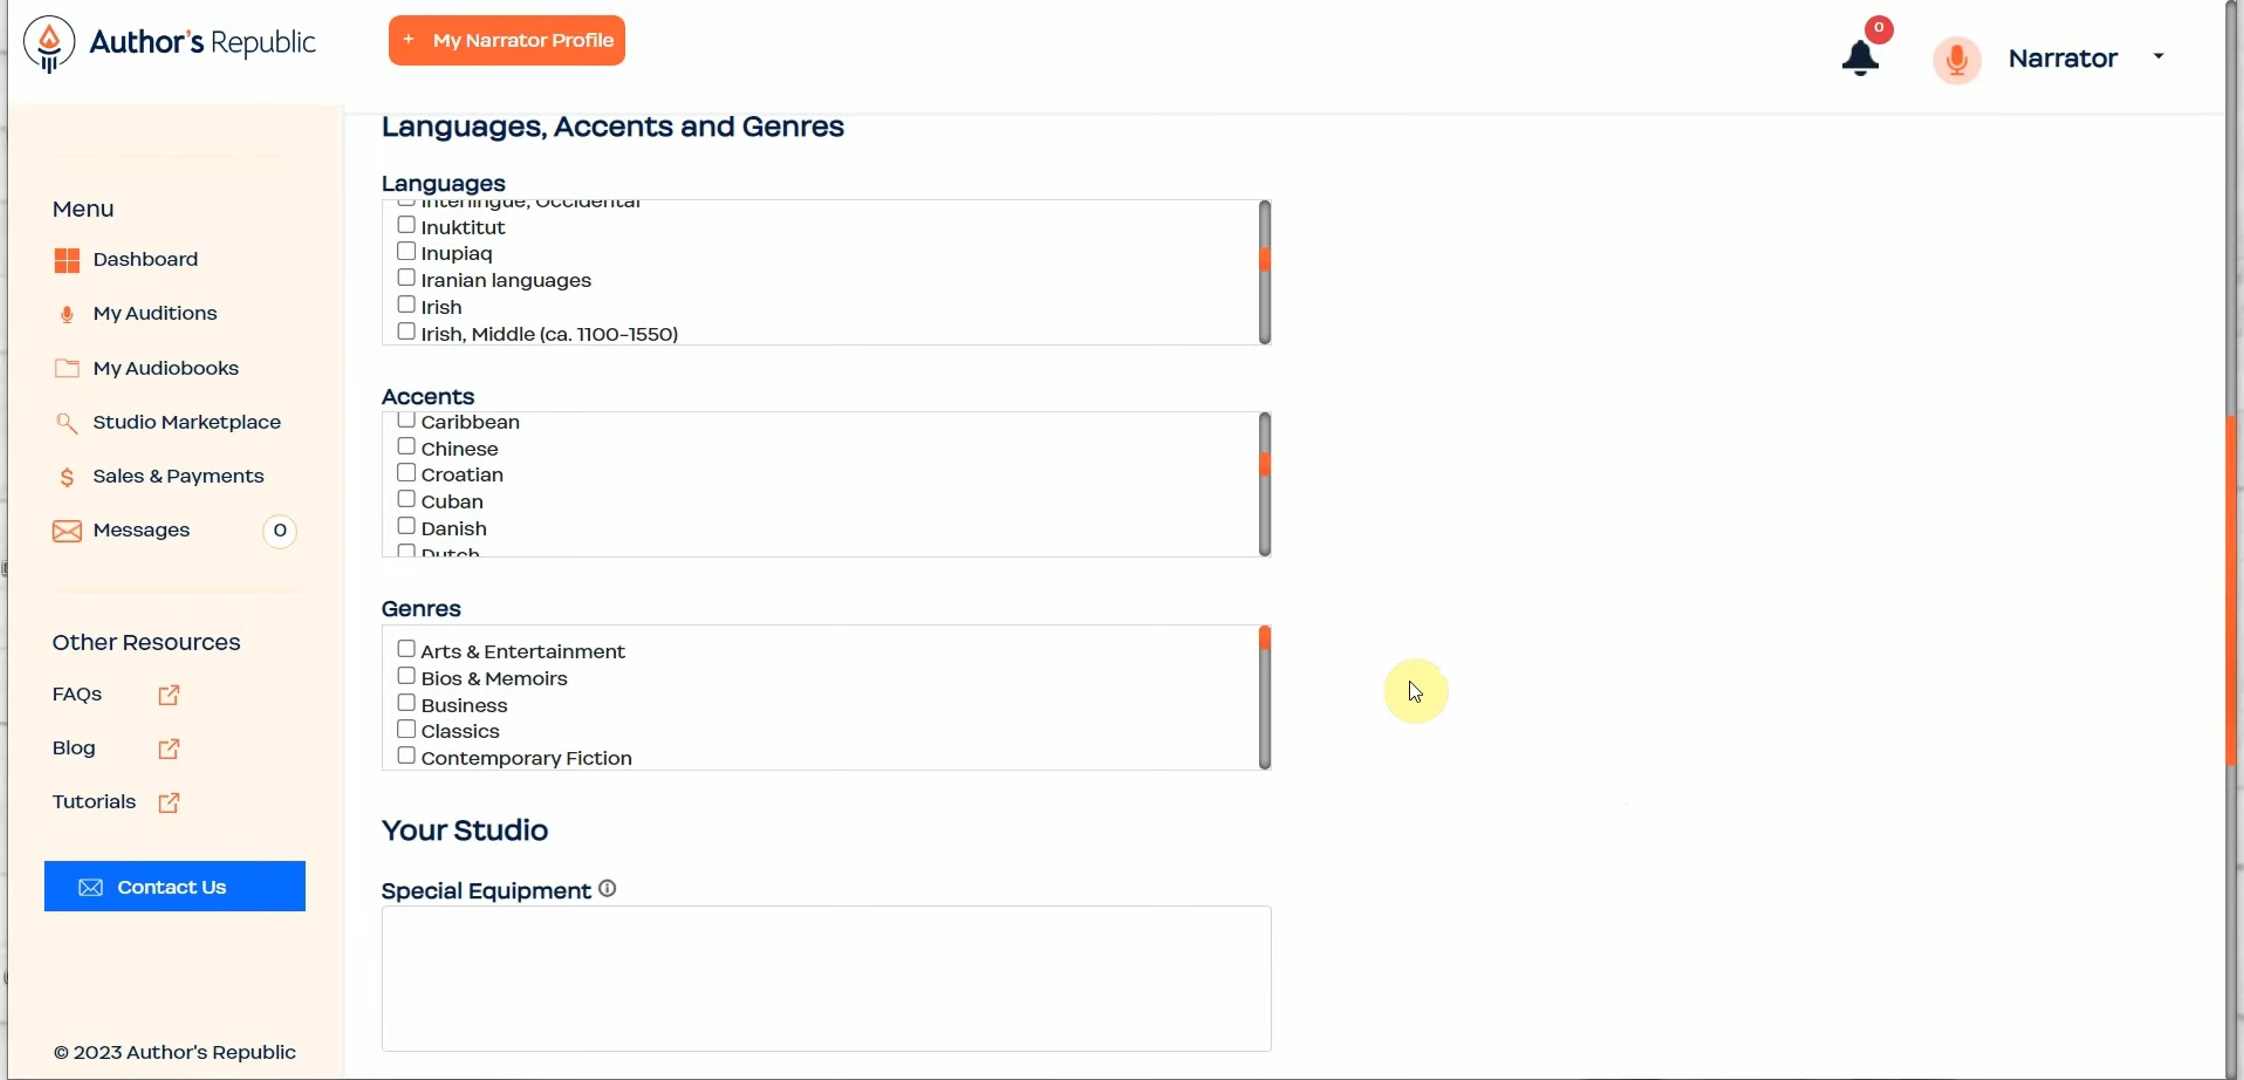 Author's Republic
+ My Narrator Profile
0
Narrator
Menu
Dashboard
My Auditions
My Audiobooks
Studio Marketplace
Sales & Payments
Messages
0
Other Resources
FAQs
Blog
Tutorials
Contact Us
© 2023 Author's Republic
Languages, Accents and Genres
Languages
Interlingue, Occidental
Inuktitut
Inupiaq
Iranian languages
Irish
Irish, Middle (ca. 1100-1550)
Accents
Caribbean
Chinese
Croatian
Cuban
Danish
Dutch
Genres
Arts & Entertainment
Bios & Memoirs
Business
Classics
Contemporary Fiction
Your Studio
Special Equipment